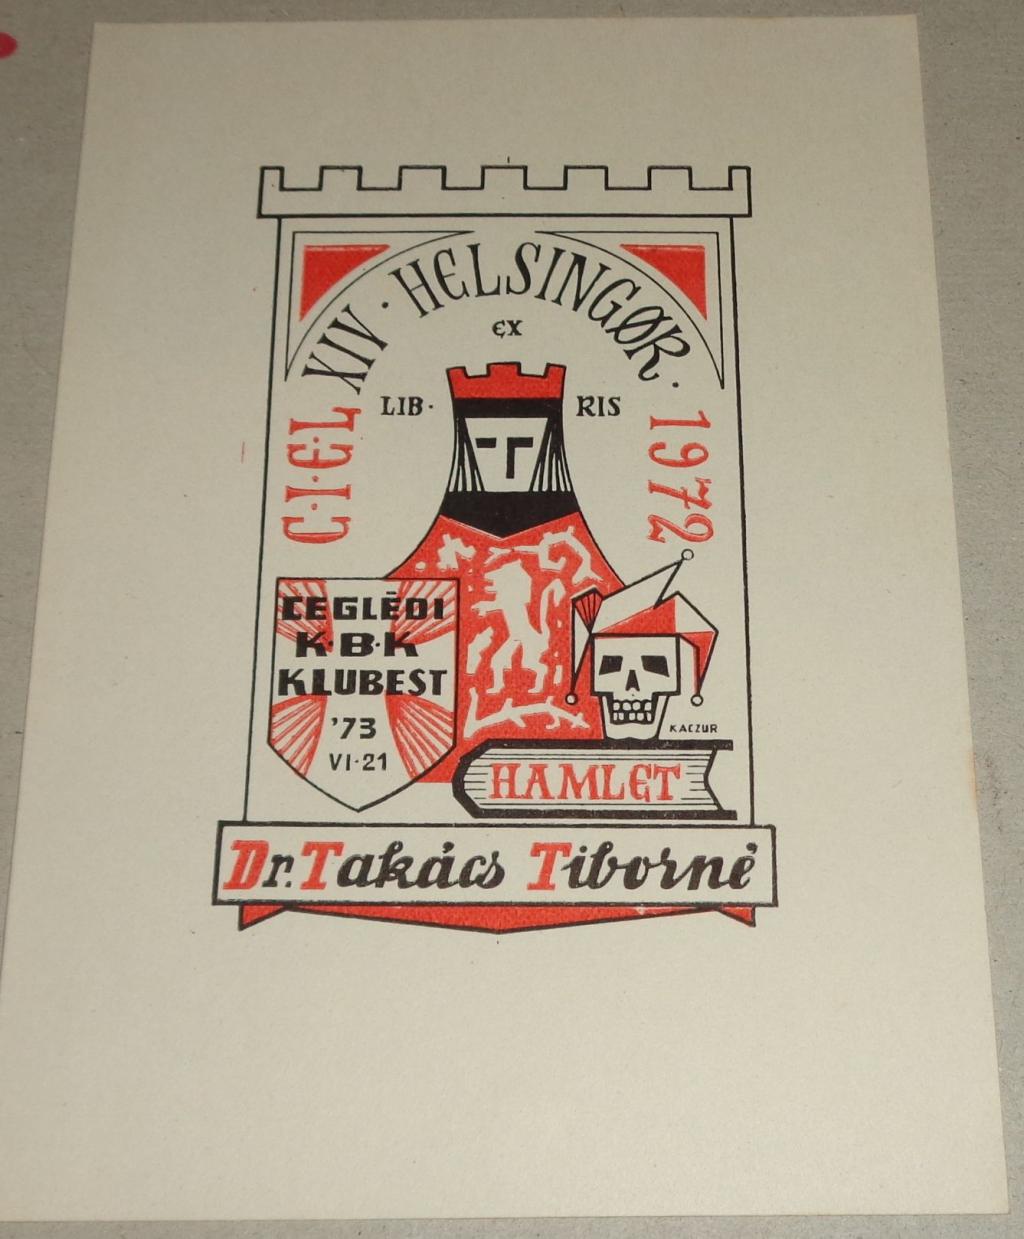 C·I·E·L XIV · HELSINGØR · 1972
EX
LIB· RIS
CEGLÉDI
K·B·K
KLUBEST
'73
VI·21
KACZUR
HAMLET
Dr. Takács Tiborné